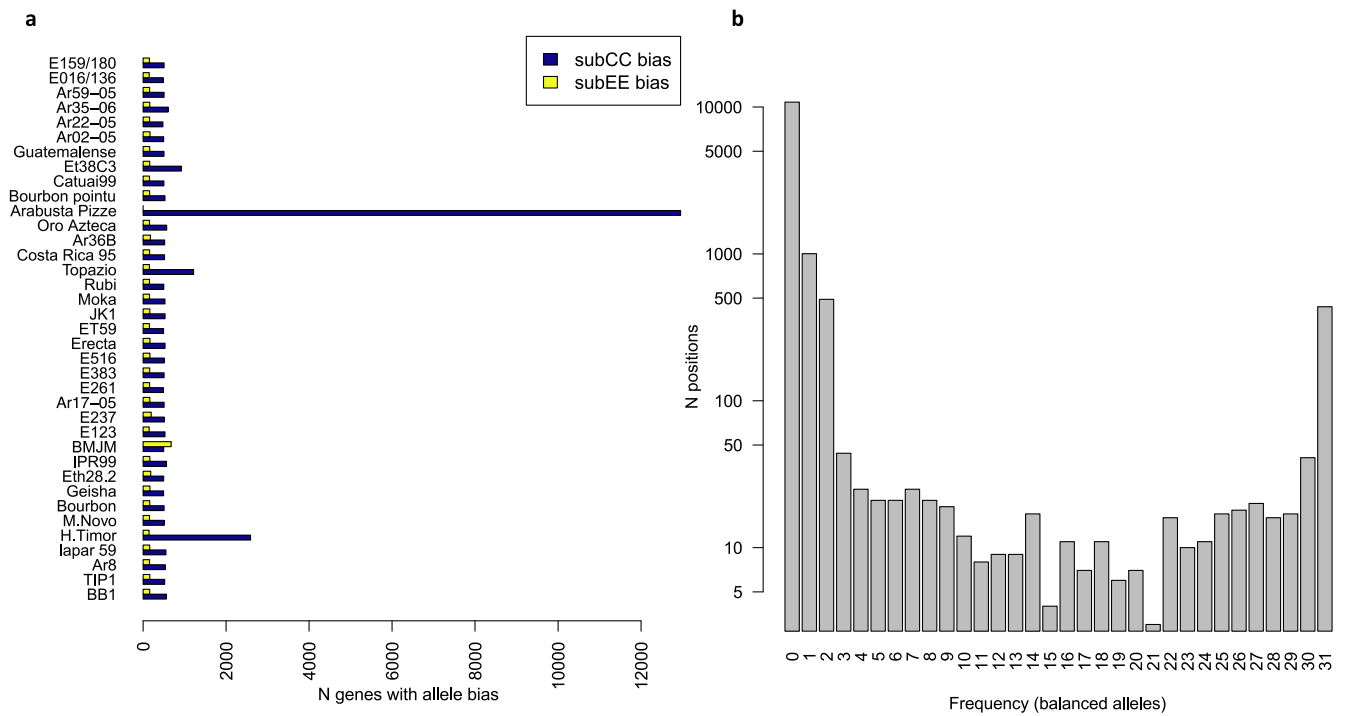 a
subCC bias
subEE bias
E159/180
E016/136
Ar59−05
Ar35−06
Ar22−05
Ar02−05
Guatemalense
Et38C3
Catuai99
Bourbon pointu
Arabusta Pizze
Oro Azteca
Ar36B
Costa Rica 95
Topazio
Rubi
Moka
JK1
ET59
Erecta
E516
E383
E261
Ar17−05
E237
E123
BMJM
IPR99
Eth28.2
Geisha
Bourbon
M.Novo
H.Timor
Iapar 59
Ar8
TIP1
BB1
0
2000
4000
6000
8000
10000
12000
N genes with allele bias
b
10000
5000
1000
500
100
50
10
5
N positions
0
1
2
3
4
5
6
7
8
9
10
11
12
13
14
15
16
17
18
19
20
21
22
23
24
25
26
27
28
29
30
31
Frequency (balanced alleles)